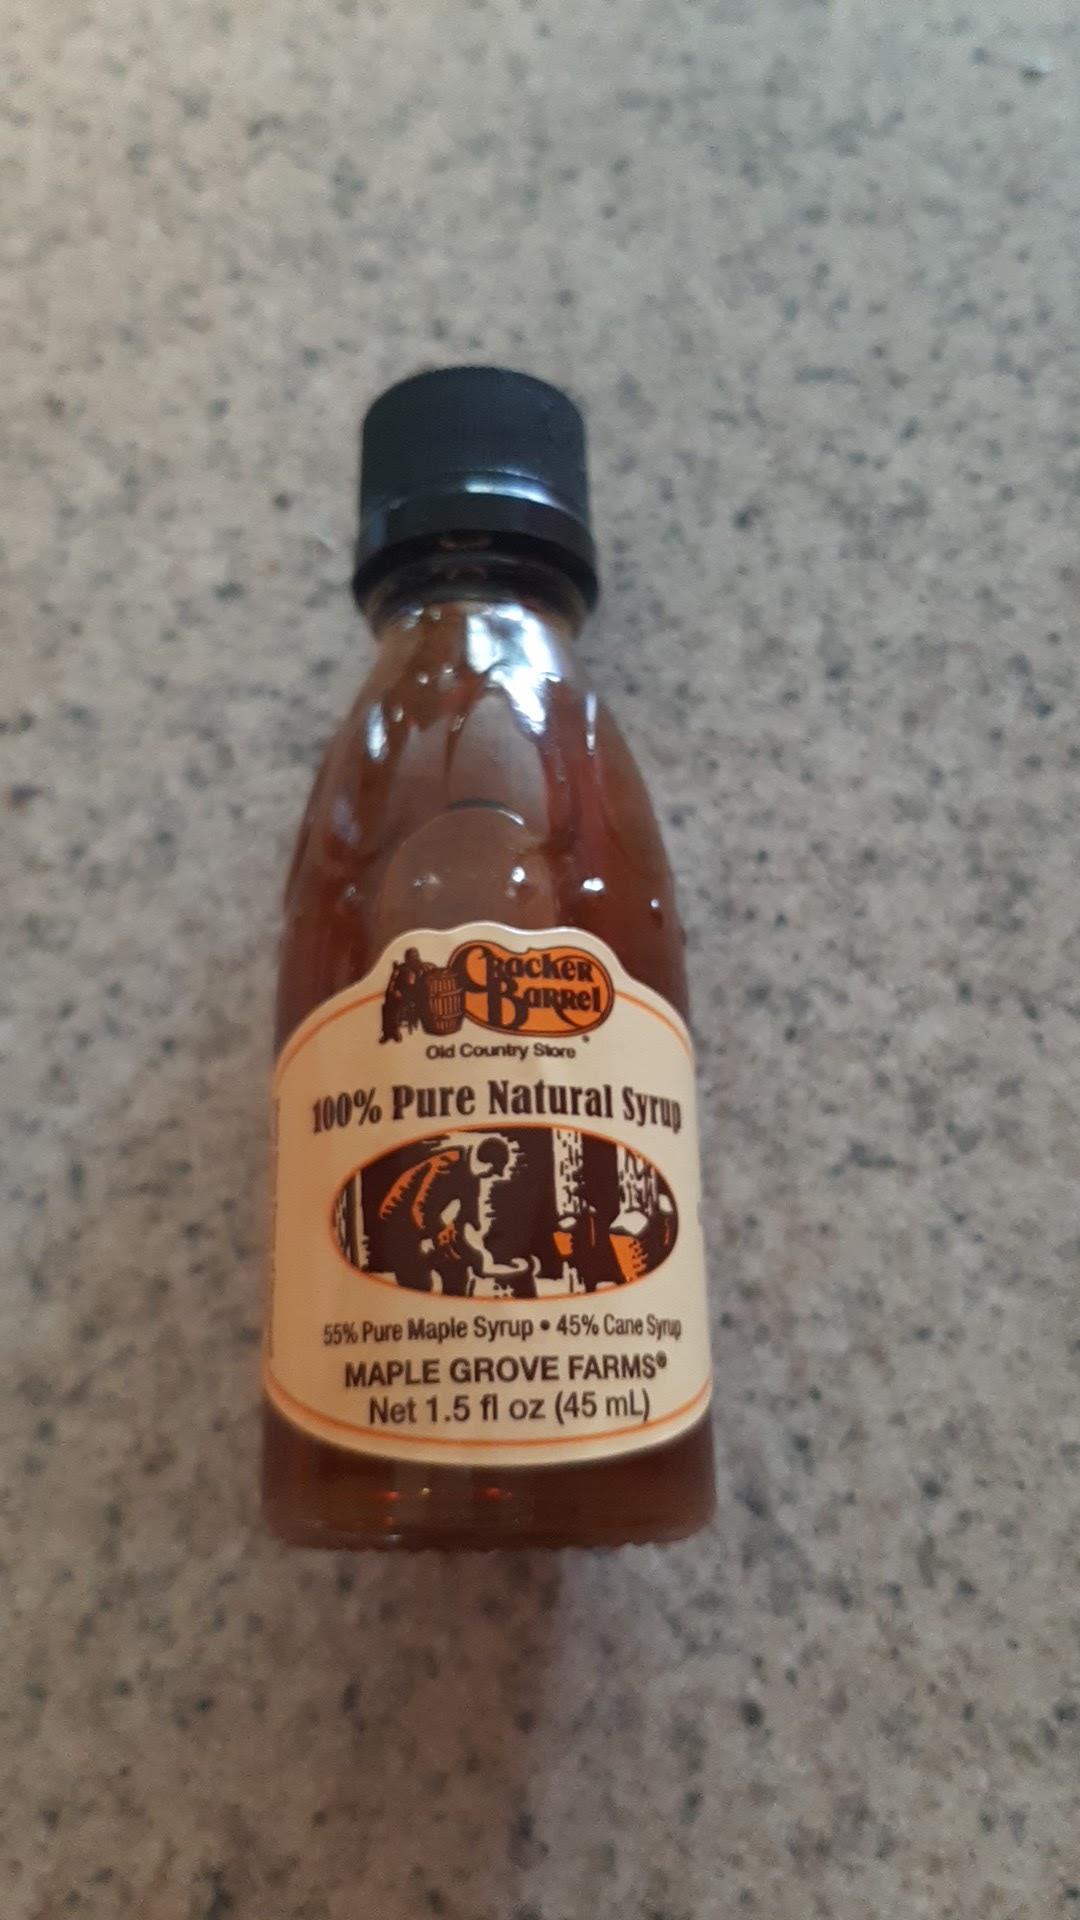 Cracker
Barrel
Old Country Store
100% Pure Natural Syrup
55% Pure Maple Syrup • 45% Cane Syrup
MAPLE GROVE FARMS®
Net 1.5 fl oz (45 mL)